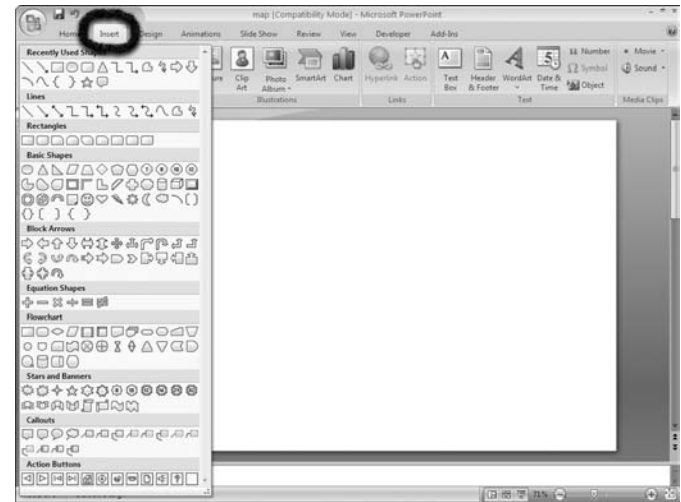 map [Compatibility Mode] - Microsoft PowerPoint
Home Insert Design Animations Slide Show Review View Developer Add-Ins
Recently Used Shapes
Clip Art
Photo Album
SmartArt
Chart
Hyperlink
Action
Text Box
Header & Footer
WordArt
Date & Time
Number
Symbol
Object
Movie
Sound
Illustrations Links Text Media Clips
Lines
Rectangles
Basic Shapes
Block Arrows
Equation Shapes
Flowchart
Stars and Banners
Callouts
Action Buttons
71%